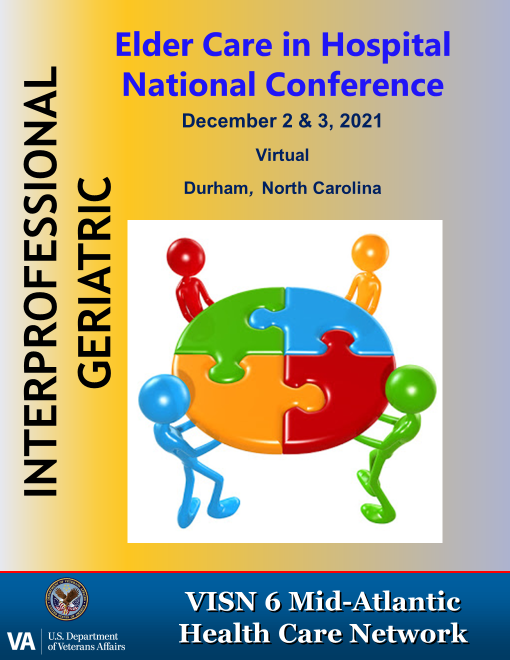 Elder Care in Hospital
National Conference
December 2 & 3, 2021
Virtual
Durham, North Carolina
INTERPROFESSIONAL
GERIATRIC
VISN 6 Mid-Atlantic
Health Care Network
VA
U.S. Department
of Veterans Affairs